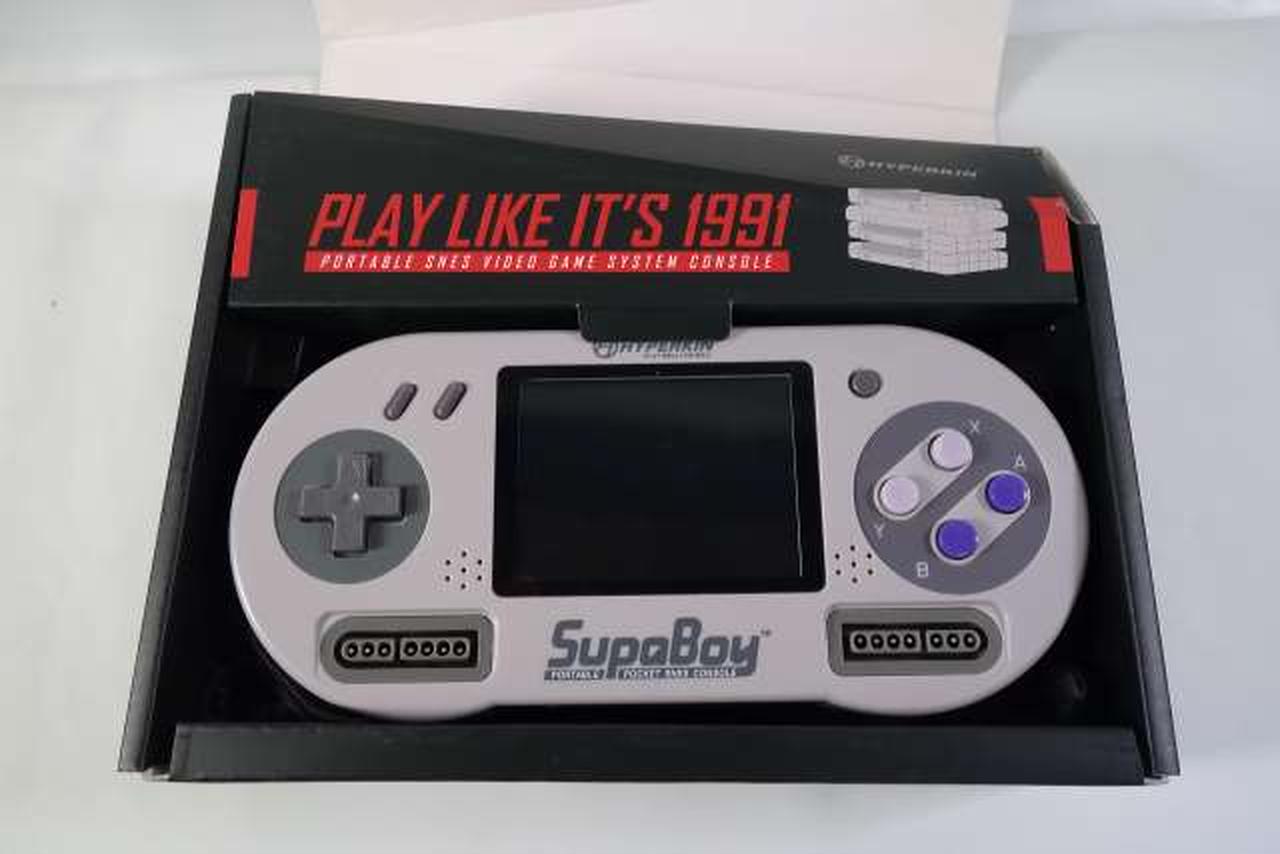 HYPERKIN
PLAY LIKE IT'S 1991
PORTABLE SNES VIDEO GAME SYSTEM CONSOLE
HYPERKIN
X
A
Y
B
SupaBoy™
PORTABLE POCKET SNES CONSOLE